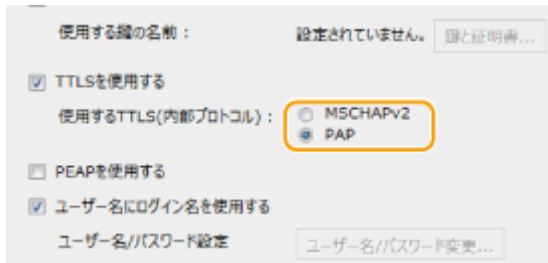 使用する鍵の名前： 設定されていません。 鍵と証明書...
TTLSを使用する
使用するTTLS(内部プロトコル)： MSCHAPv2
PAP
PEAPを使用する
ユーザー名にログイン名を使用する
ユーザー名/パスワード設定 ユーザー名/パスワード変更...